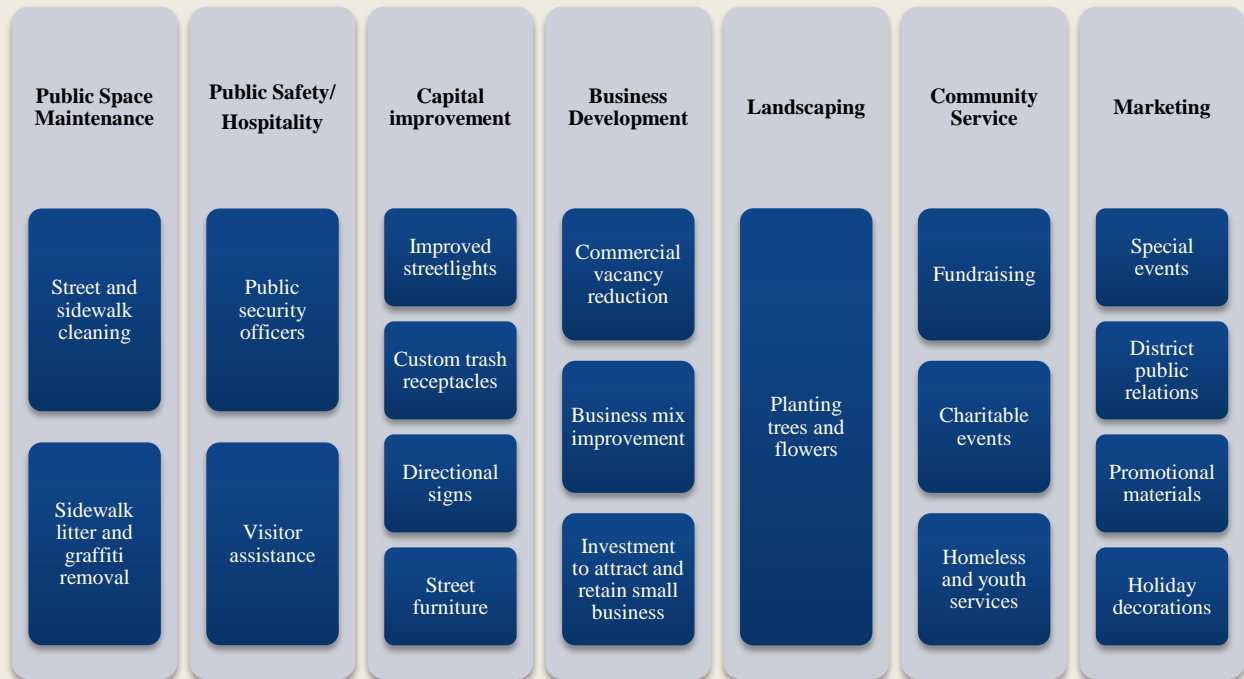 Public Space
Maintenance
Street and
sidewalk
cleaning
Sidewalk
litter and
graffiti
removal
Public Safety/
Hospitality
Public
security
officers
Visitor
assistance
Capital
improvement
Improved
streetlights
Custom trash
receptacles
Directional
signs
Street
furniture
Business
Development
Commercial
vacancy
reduction
Business mix
improvement
Investment
to attract and
retain small
business
Landscaping
Planting
trees and
flowers
Community
Service
Fundraising
Charitable
events
Homeless
and youth
services
Marketing
Special
events
District
public
relations
Promotional
materials
Holiday
decorations